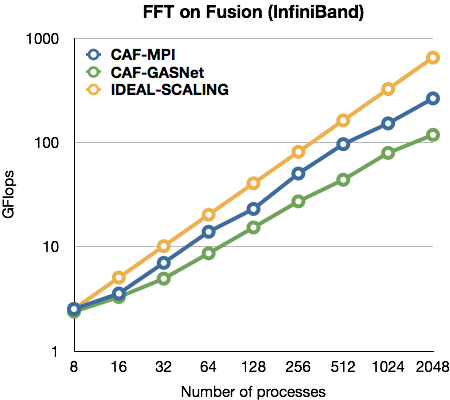 FFT on Fusion (InfiniBand)
1000
CAF-MPI
CAF-GASNet
IDEAL-SCALING
100
GFlops
10
1
8 16 32 64 128 256 512 1024 2048
Number of processes